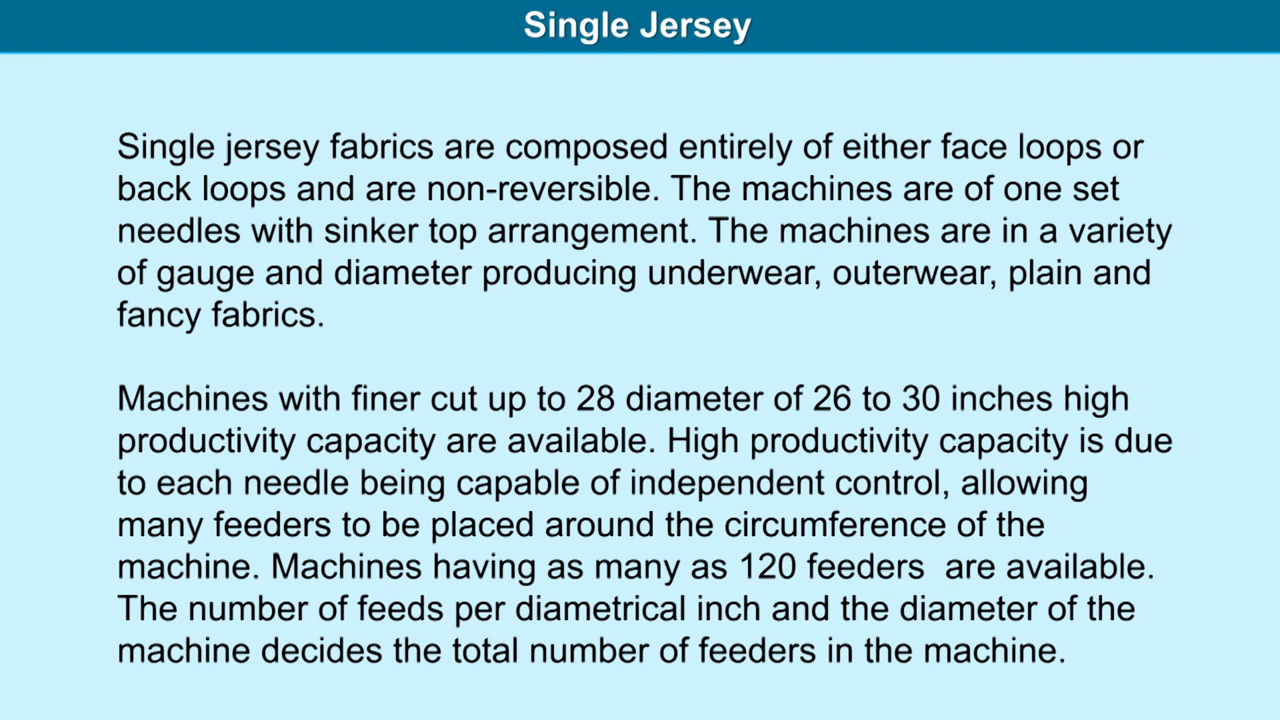 Single Jersey
Single jersey fabrics are composed entirely of either face loops or
back loops and are non-reversible. The machines are of one set
needles with sinker top arrangement. The machines are in a variety
of gauge and diameter producing underwear, outerwear, plain and
fancy fabrics.
Machines with finer cut up to 28 diameter of 26 to 30 inches high
productivity capacity are available. High productivity capacity is due
to each needle being capable of independent control, allowing
many feeders to be placed around the circumference of the
machine. Machines having as many as 120 feeders  are available.
The number of feeds per diametrical inch and the diameter of the
machine decides the total number of feeders in the machine.